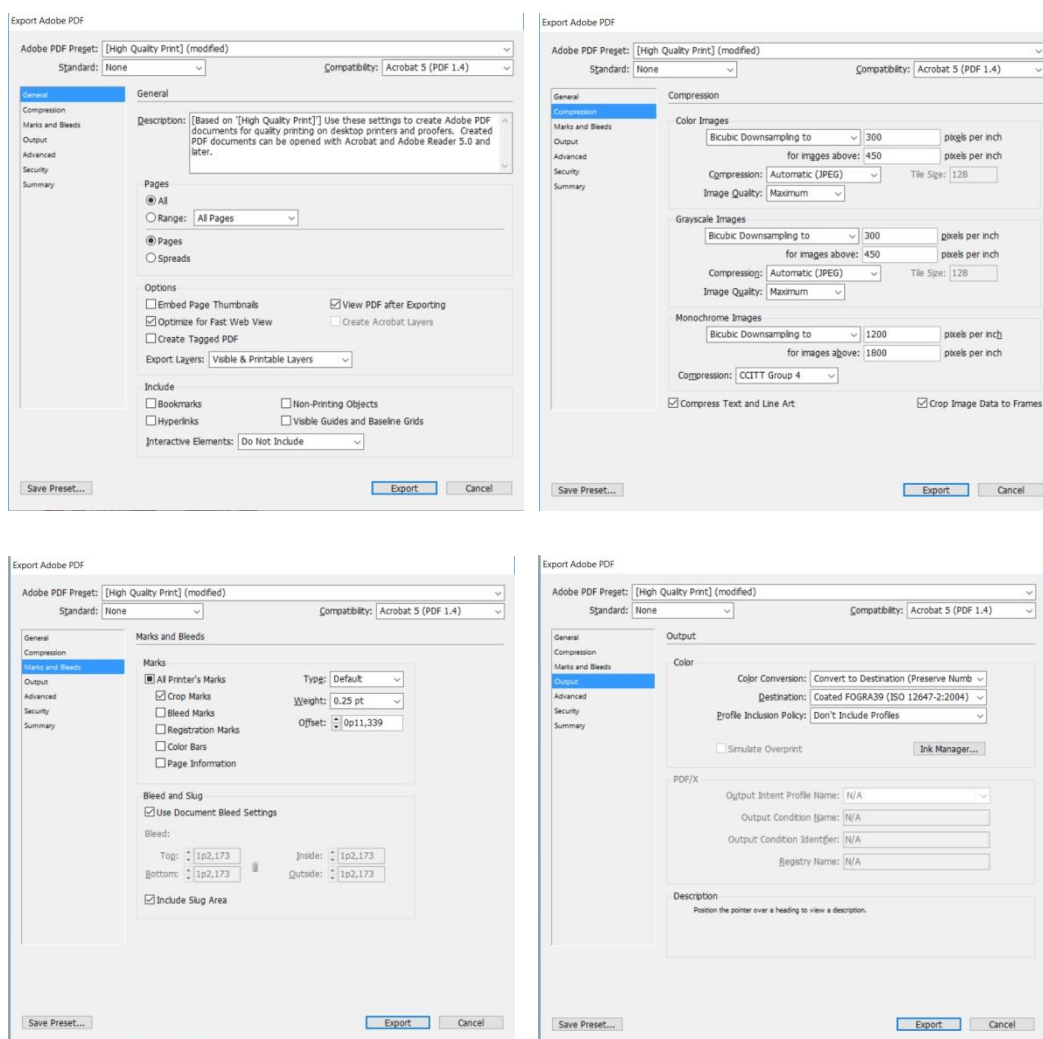 Export Adobe PDF
Adobe PDF Preset: [High Quality Print] (modified)
Standard: None Compatibility: Acrobat 5 (PDF 1.4)
General
Compression
Marks and Bleeds
Output
Advanced
Security
Summary
General
Description: [Based on '[High Quality Print]'] Use these settings to create Adobe PDF
documents for quality printing on desktop printers and proofers. Created
PDF documents can be opened with Acrobat and Adobe Reader 5.0 and
later.
Pages
All
Range: All Pages
Pages
Spreads
Options
Embed Page Thumbnails View PDF after Exporting
Optimize for Fast Web View Create Acrobat Layers
Create Tagged PDF
Export Layers: Visible & Printable Layers
Include
Bookmarks Non-Printing Objects
Hyperlinks Visible Guides and Baseline Grids
Interactive Elements: Do Not Include
Save Preset... Export Cancel
Export Adobe PDF
Adobe PDF Preset: [High Quality Print] (modified)
Standard: None Compatibility: Acrobat 5 (PDF 1.4)
General
Compression
Marks and Bleeds
Output
Advanced
Security
Summary
Compression
Color Images
Bicubic Downsampling to 300 pixels per inch
for images above: 450 pixels per inch
Compression: Automatic (JPEG) Tile Size: 128
Image Quality: Maximum
Grayscale Images
Bicubic Downsampling to 300 pixels per inch
for images above: 450 pixels per inch
Compression: Automatic (JPEG) Tile Size: 128
Image Quality: Maximum
Monochrome Images
Bicubic Downsampling to 1200 pixels per inch
for images above: 1800 pixels per inch
Compression: CCITT Group 4
Compress Text and Line Art Crop Image Data to Frames
Save Preset... Export Cancel
Export Adobe PDF
Adobe PDF Preset: [High Quality Print] (modified)
Standard: None Compatibility: Acrobat 5 (PDF 1.4)
General
Compression
Marks and Bleeds
Output
Advanced
Security
Summary
Marks and Bleeds
Marks
All Printer's Marks Type: Default
Crop Marks Weight: 0.25 pt
Bleed Marks Offset: 0p11,339
Registration Marks
Color Bars
Page Information
Bleed and Slug
Use Document Bleed Settings
Bleed:
Top: 1p2,173 Inside: 1p2,173
Bottom: 1p2,173 Outside: 1p2,173
Include Slug Area
Save Preset... Export Cancel
Export Adobe PDF
Adobe PDF Preset: [High Quality Print] (modified)
Standard: None Compatibility: Acrobat 5 (PDF 1.4)
General
Compression
Marks and Bleeds
Output
Advanced
Security
Summary
Output
Color
Color Conversion: Convert to Destination (Preserve Numb
Destination: Coated FOGRA39 (ISO 12647-2:2004)
Profile Inclusion Policy: Don't Include Profiles
Simulate Overprint Ink Manager...
PDF/X
Output Intent Profile Name: N/A
Output Condition Name: N/A
Output Condition Identifier: N/A
Registry Name: N/A
Description
Position the pointer over a heading to view a description.
Save Preset... Export Cancel